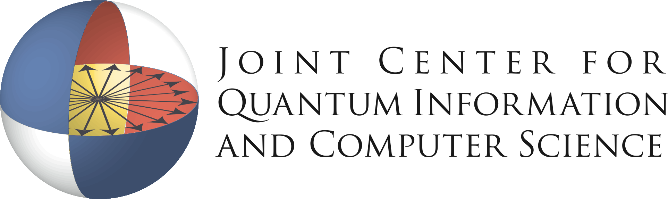 JOINT CENTER FOR
QUANTUM INFORMATION
AND COMPUTER SCIENCE